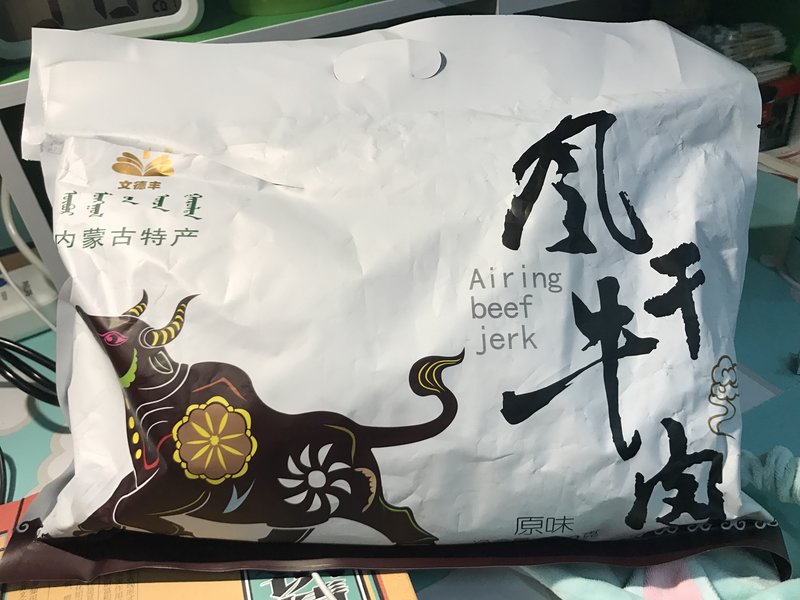 文德丰
内蒙古特产
风干牛肉
Airing
beef
jerk
原味